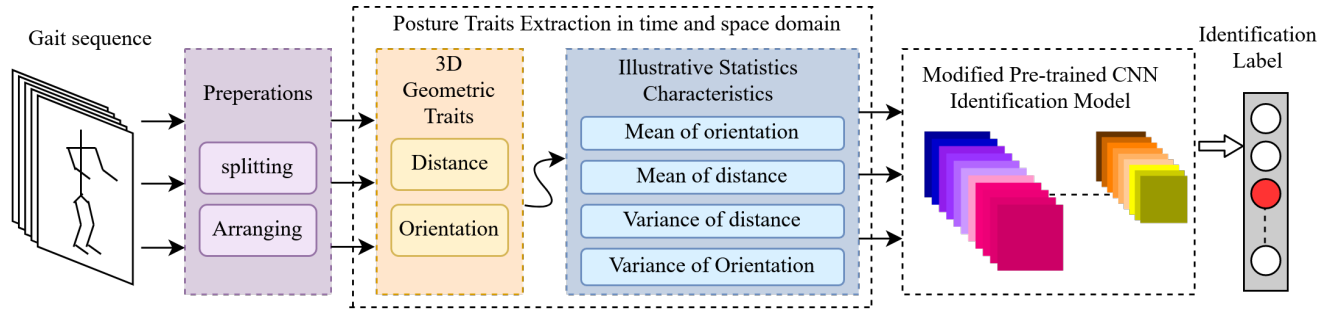 Gait sequence
Preperations
splitting
Arranging
Posture Traits Extraction in time and space domain
3D
Geometric
Traits
Distance
Orientation
Illustrative Statistics
Characteristics
Mean of orientation
Mean of distance
Variance of distance
Variance of Orientation
Modified Pre-trained CNN
Identification Model
Identification
Label